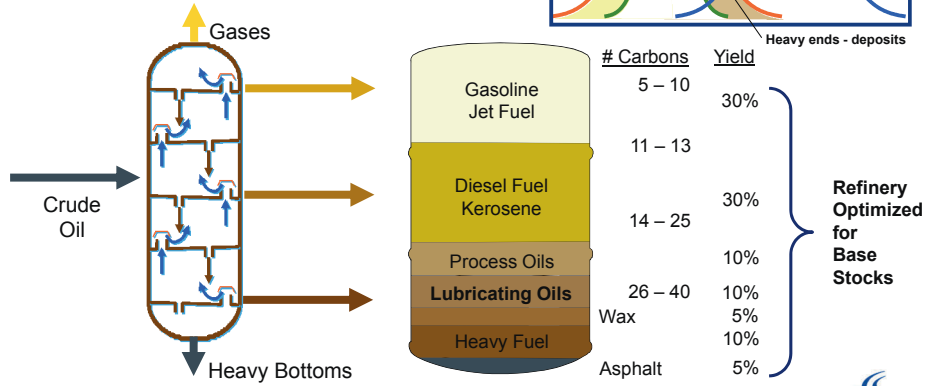 Heavy ends - deposits
Gases
Crude
Oil
Heavy Bottoms
Gasoline
Jet Fuel
Diesel Fuel
Kerosene
Process Oils
Lubricating Oils
Heavy Fuel
# Carbons Yield
5 – 10
30%
11 – 13
30%
14 – 25
10%
26 – 40 10%
Wax 5%
10%
Asphalt 5%
Refinery
Optimized
for
Base
Stocks